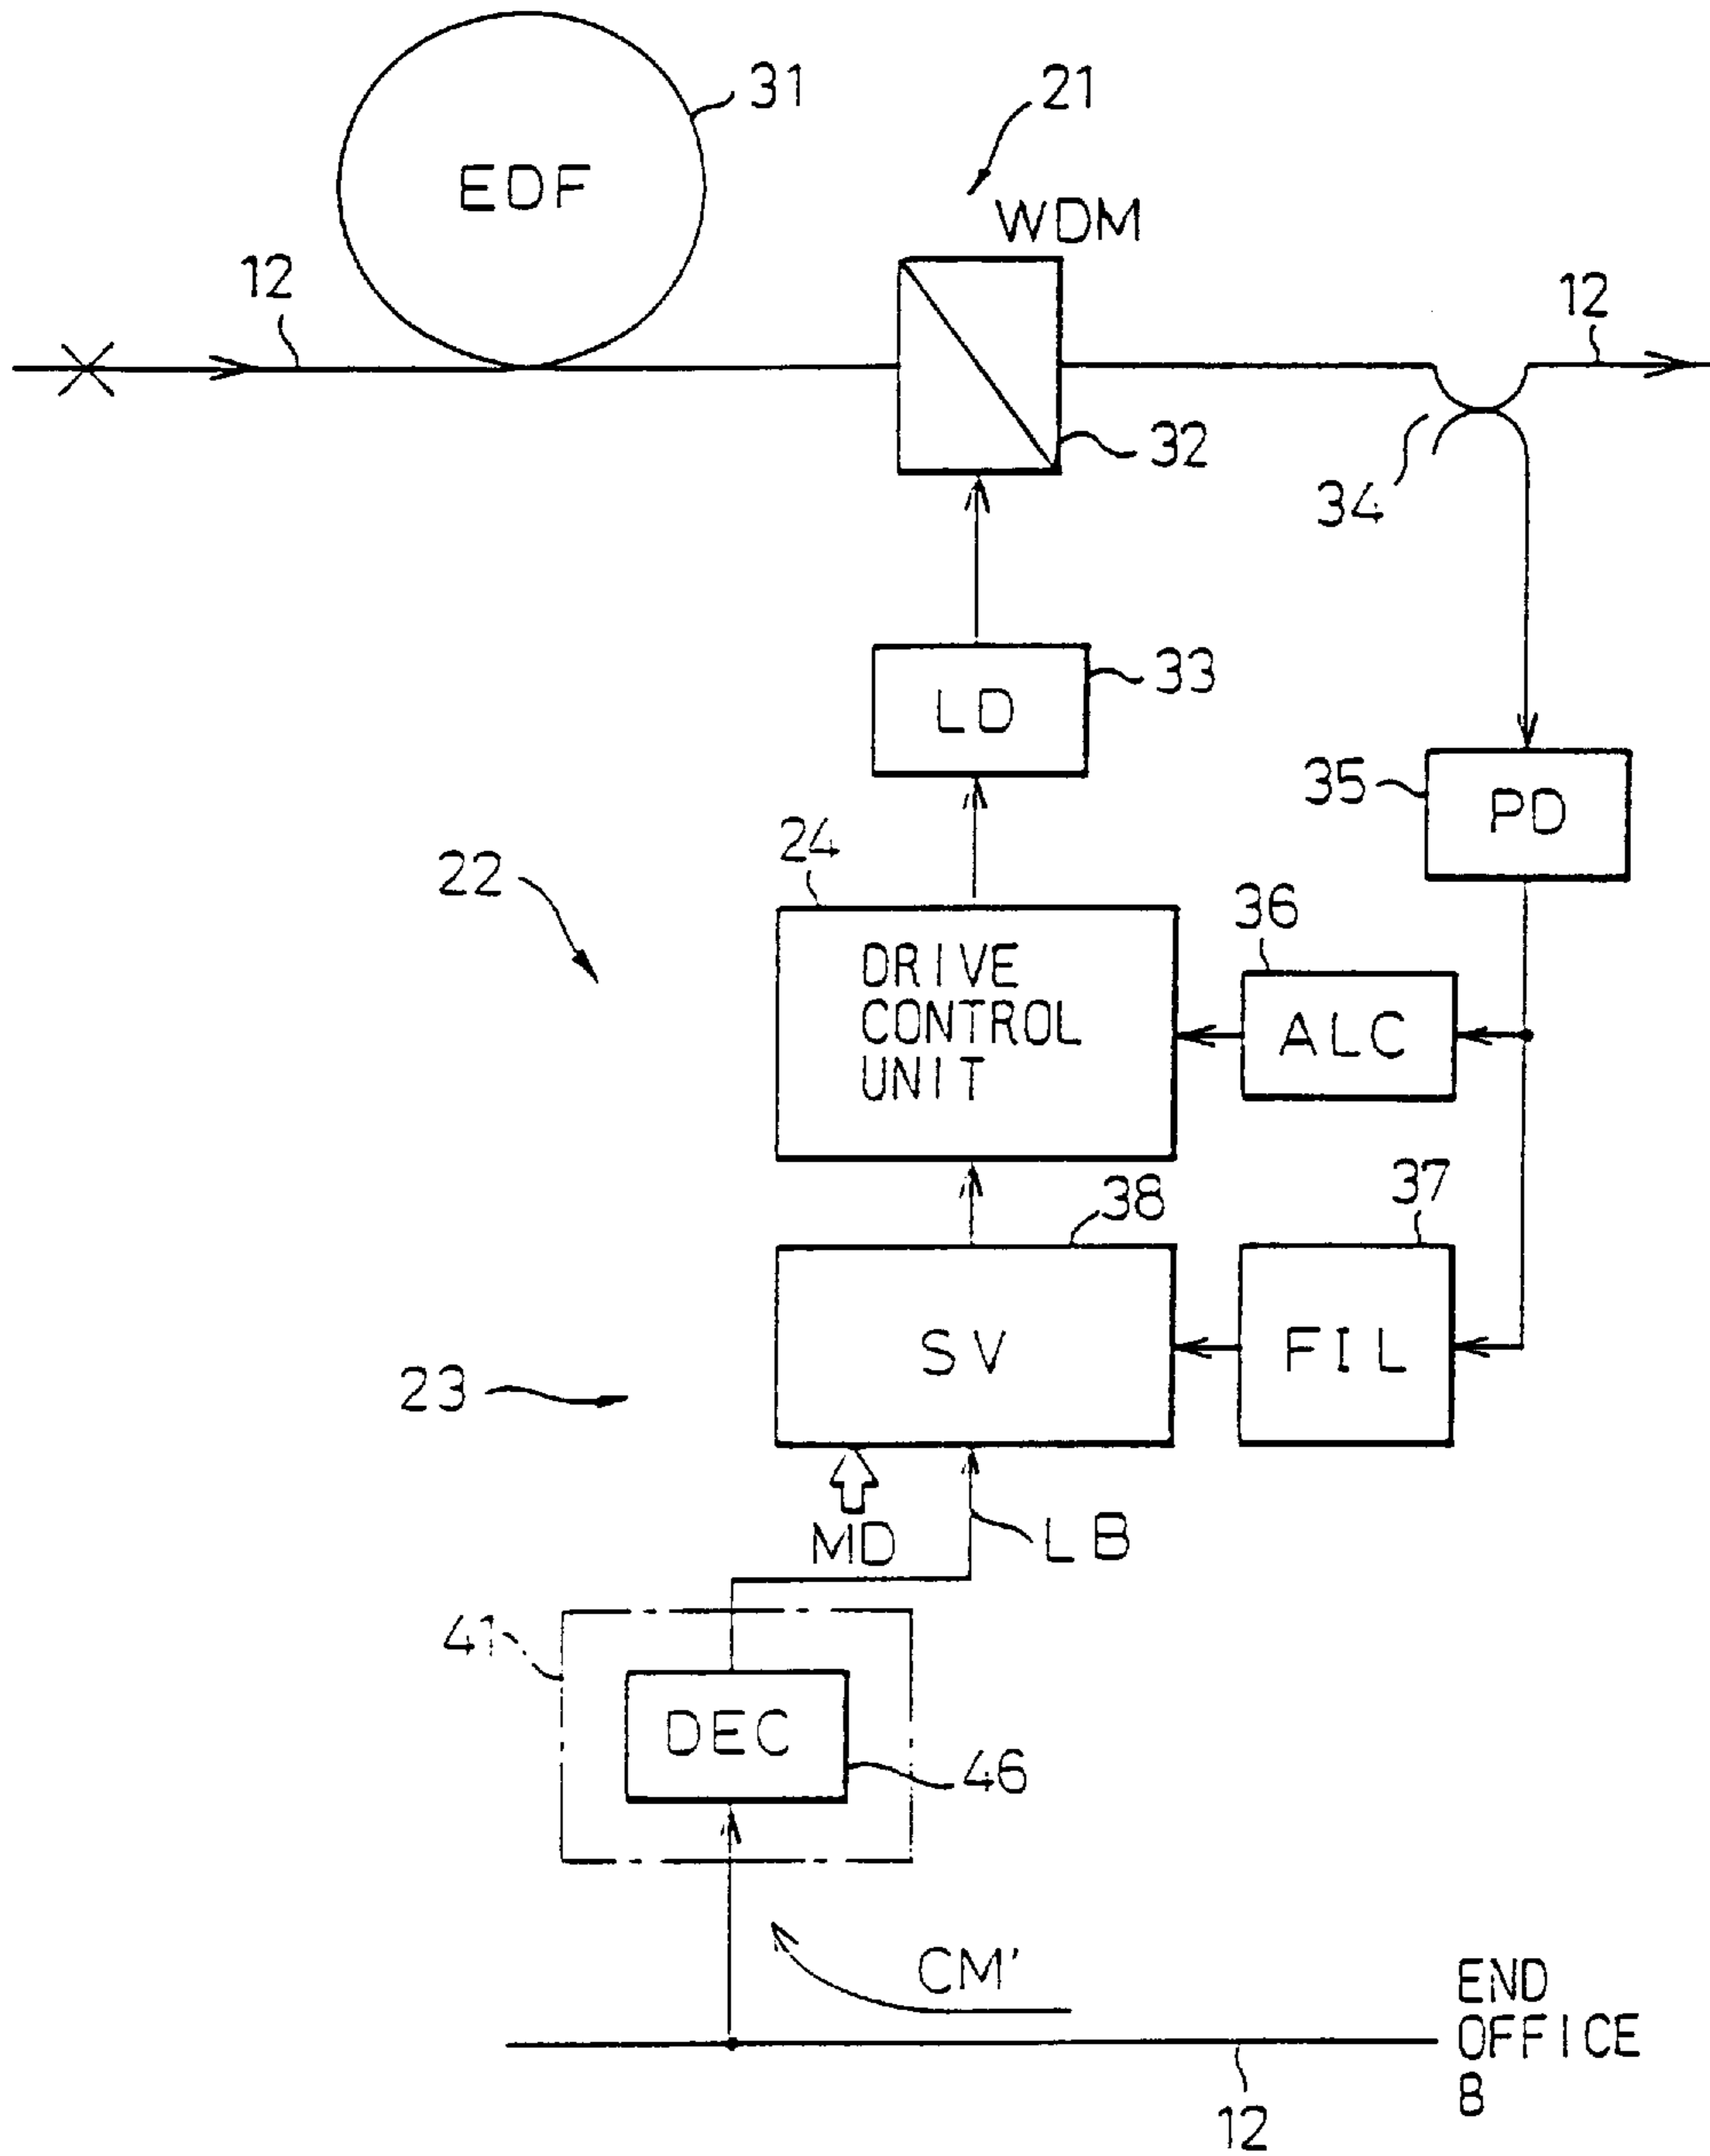 31
EDF
21
WDM
12
12
32
34
33
LD
35
PD
24
22
36
DRIVE
CONTROL
UNIT
ALC
38
37
SV
FIL
23
MD
LB
41
DEC
46
CM'
END
OFFICE
8
12